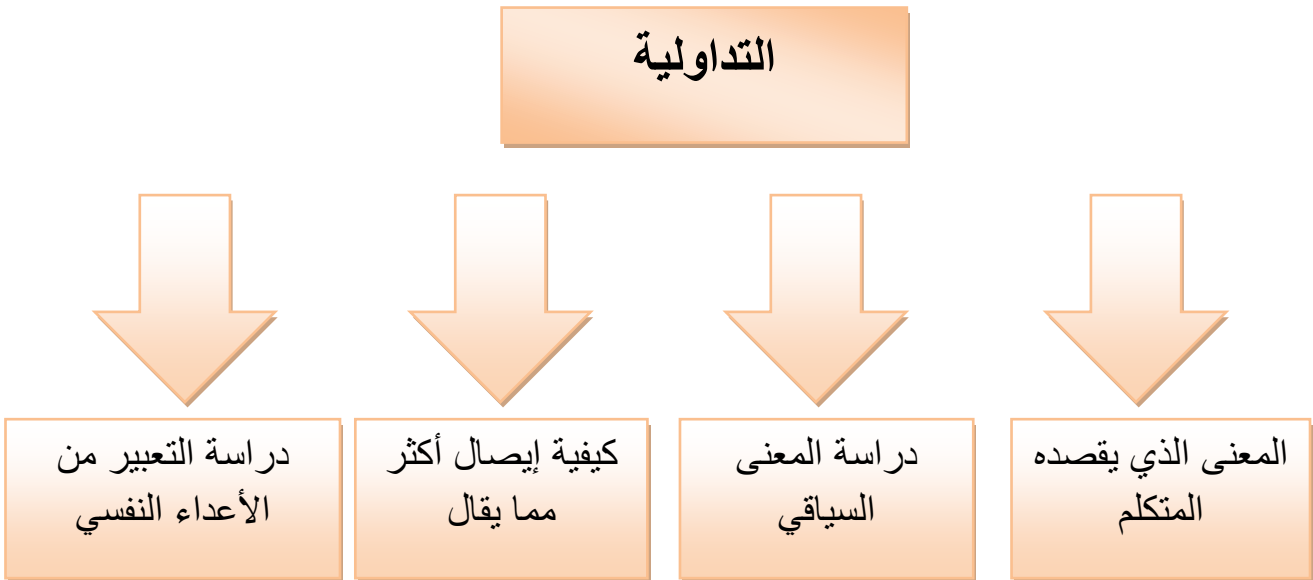 التداولية
المعنى الذي يقصده
المتكلم
دراسة المعنى
السياقي
كيفية إيصال أكثر
مما يقال
دراسة التعبير من
الأعداء النفسي